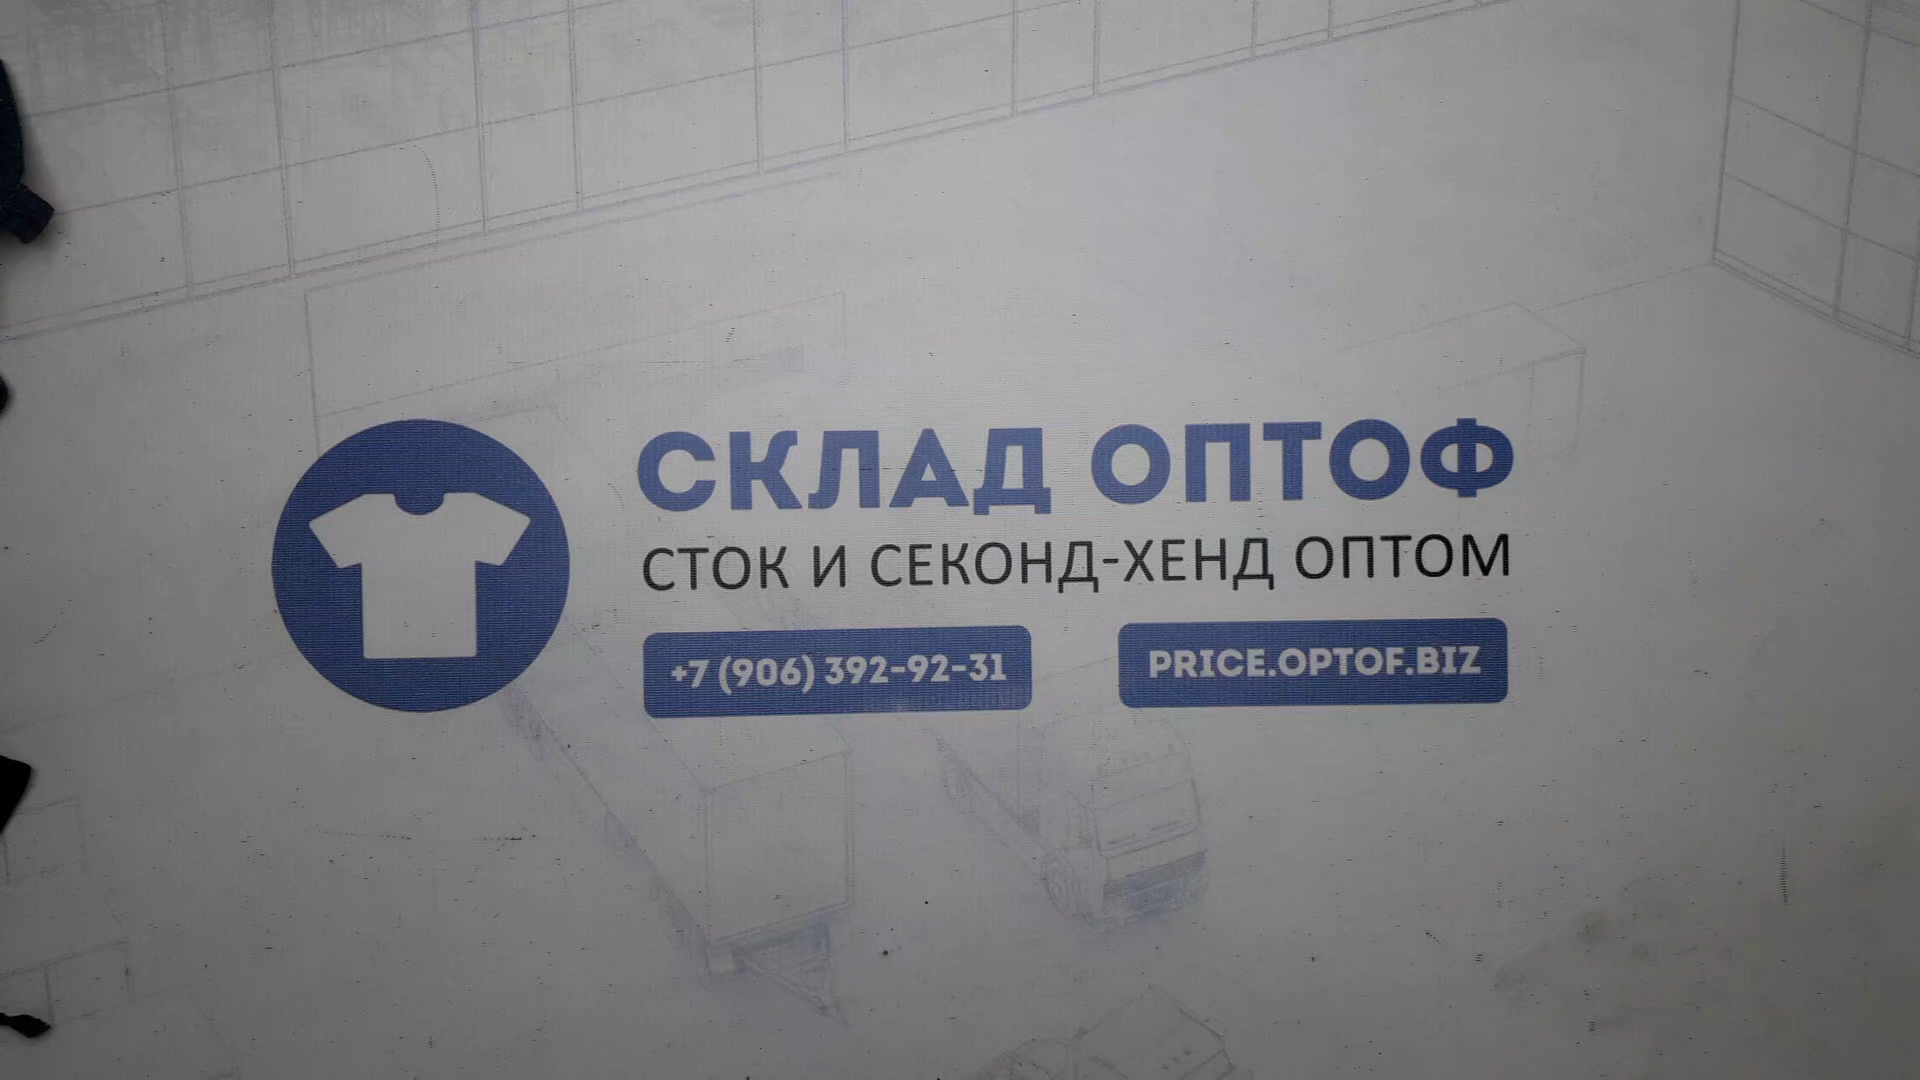 СКЛАД ОПТОФ
СТОК И СЕКОНД-ХЕНД ОПТОМ
+7 (906) 392-92-31
PRICE.OPTOF.BIZ